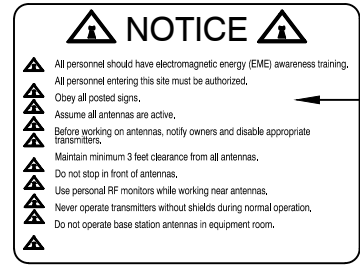 NOTICE
All personnel should have electromagnetic energy (EME) awareness training.
All personnel entering this site must be authorized.
Obey all posted signs.
Assume all antennas are active.
Before working on antennas, notify owners and disable appropriate
transmitters.
Maintain minimum 3 feet clearance from all antennas.
Do not stop in front of antennas.
Use personal RF monitors while working near antennas.
Never operate transmitters without shields during normal operation.
Do not operate base station antennas in equipment room.